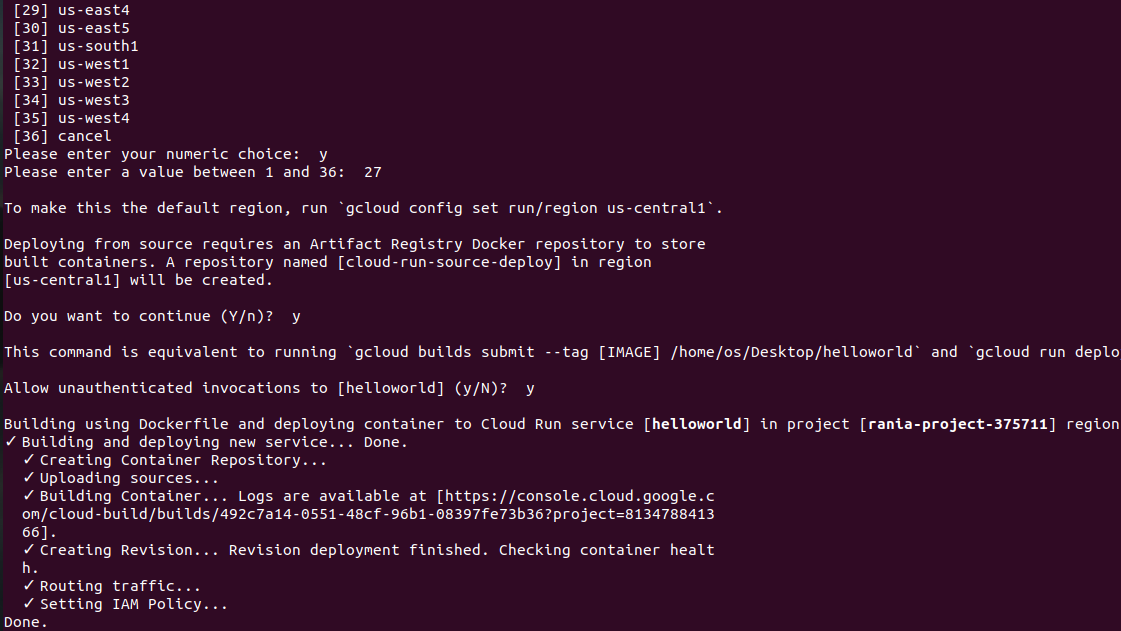 [29] us-east4
[30] us-east5
[31] us-south1
[32] us-west1
[33] us-west2
[34] us-west3
[35] us-west4
[36] cancel
Please enter your numeric choice:  y
Please enter a value between 1 and 36:  27
To make this the default region, run `gcloud config set run/region us-central1`.
Deploying from source requires an Artifact Registry Docker repository to store
built containers. A repository named [cloud-run-source-deploy] in region
[us-central1] will be created.
Do you want to continue (Y/n)?  y
This command is equivalent to running `gcloud builds submit --tag [IMAGE] /home/os/Desktop/helloworld` and `gcloud run deplo
Allow unauthenticated invocations to [helloworld] (y/N)?  y
Building using Dockerfile and deploying container to Cloud Run service [helloworld] in project [rania-project-375711] region
✓ Building and deploying new service... Done.
✓ Creating Container Repository...
✓ Uploading sources...
✓ Building Container... Logs are available at [https://console.cloud.google.c
om/cloud-build/builds/492c7a14-0551-48cf-96b1-08397fe73b36?project=8134788413
66].
✓ Creating Revision... Revision deployment finished. Checking container healt
h.
✓ Routing traffic...
✓ Setting IAM Policy...
Done.